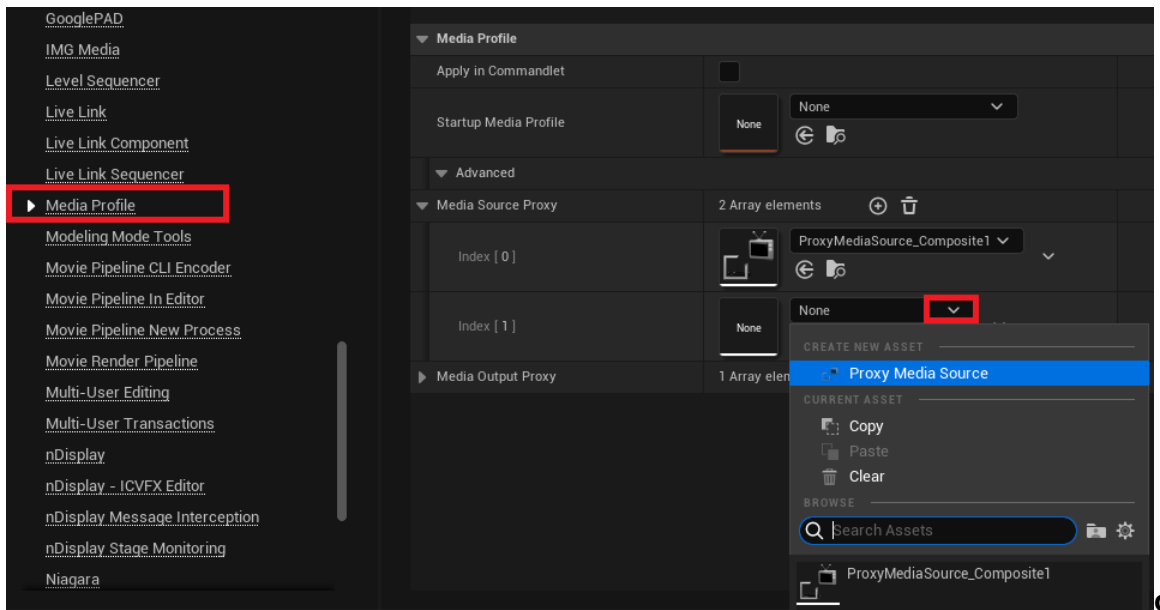 GooglePAD
IMG Media
Level Sequencer
Live Link
Live Link Component
Live Link Sequencer
Media Profile
Modeling Mode Tools
Movie Pipeline CLI Encoder
Movie Pipeline In Editor
Movie Pipeline New Process
Movie Render Pipeline
Multi-User Editing
Multi-User Transactions
nDisplay
nDisplay - ICVFX Editor
nDisplay Message Interception
nDisplay Stage Monitoring
Niagara
Media Profile
Apply in Commandlet
Startup Media Profile
None
None
Advanced
Media Source Proxy
2 Array elements
Index [ 0 ]
ProxyMediaSource_Composite1
Index [ 1 ]
None
None
Media Output Proxy
1 Array elen
CREATE NEW ASSET
Proxy Media Source
CURRENT ASSET
Copy
Paste
Clear
BROWSE
Search Assets
ProxyMediaSource_Composite1